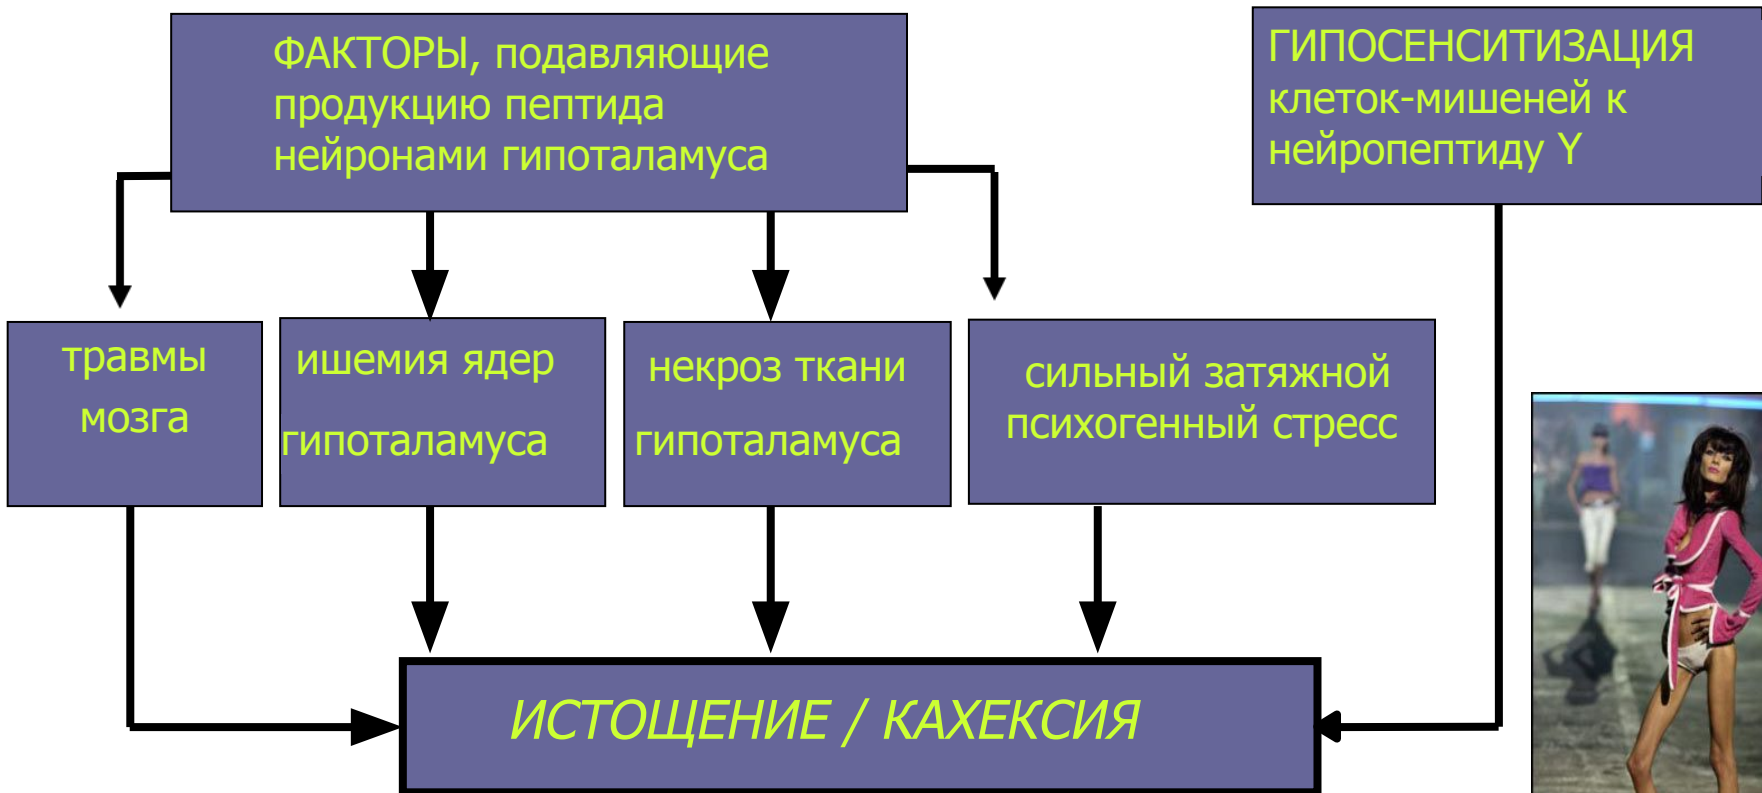 ФАКТОРЫ, подавляющие
продукцию пептида
нейронами гипоталамуса
ГИПОСЕНСИТИЗАЦИЯ
клеток-мишеней к
нейропептиду Y
травмы
мозга
ишемия ядер
гипоталамуса
некроз ткани
гипоталамуса
сильный затяжной
психогенный стресс
ИСТОЩЕНИЕ / КАХЕКСИЯ